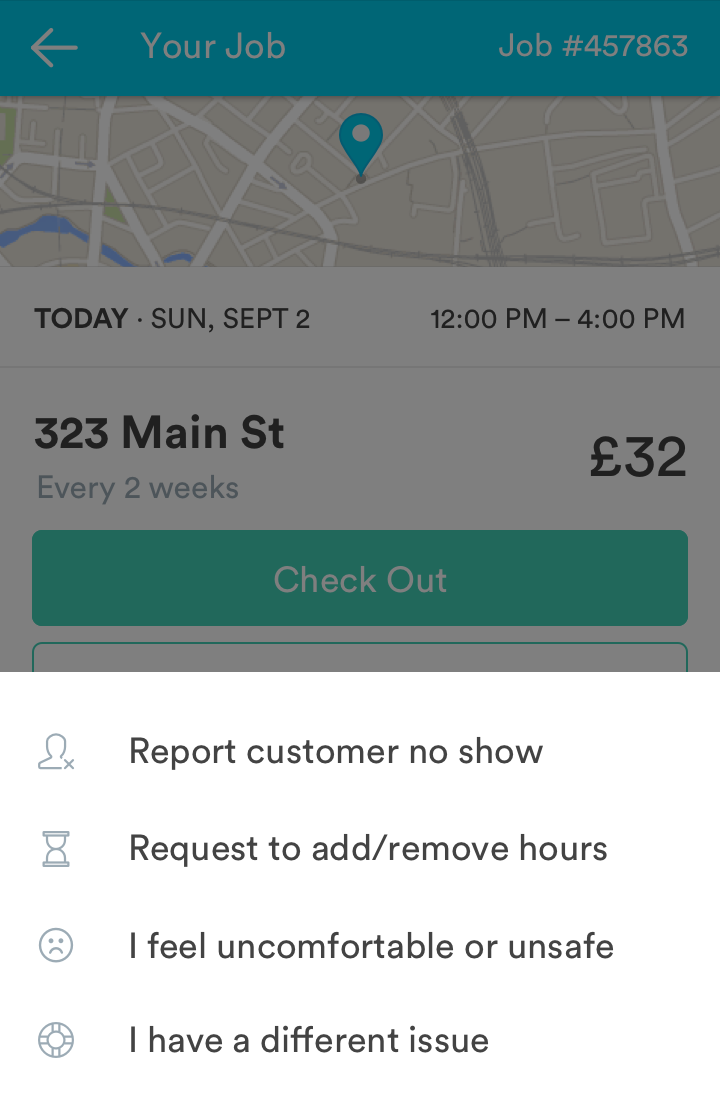 Your Job Job #457863
TODAY · SUN, SEPT 2 12:00 PM – 4:00 PM
323 Main St
£32
Every 2 weeks
Check Out
Report customer no show
Request to add/remove hours
I feel uncomfortable or unsafe
I have a different issue